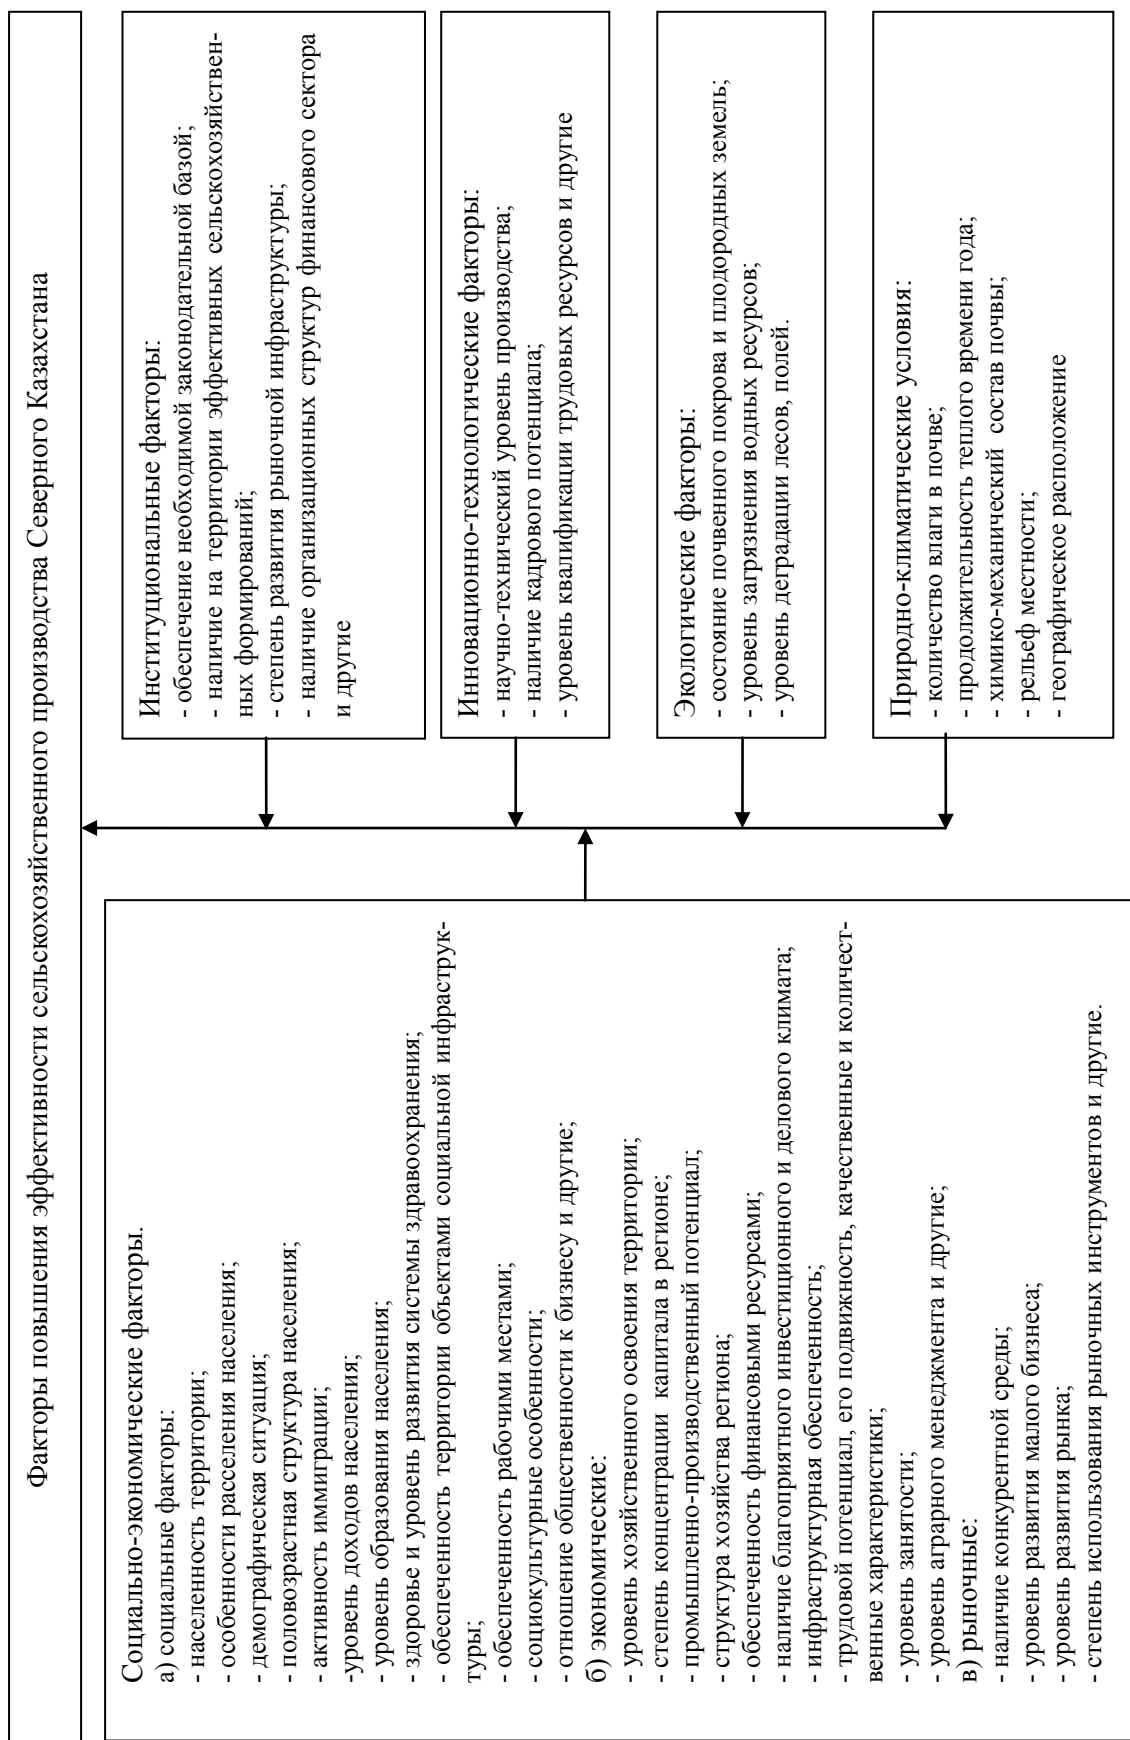 Факторы повышения эффективности сельскохозяйственного производства Северного Казахстана
Социально-экономические факторы.
а) социальные факторы:
- населенность территории;
- особенности расселения населения;
- демографическая ситуация;
- половозрастная структура населения;
- активность иммиграции;
-уровень доходов населения;
- уровень образования населения;
- здоровье и уровень развития системы здравоохранения;
- обеспеченность территории объектами социальной инфраструк-
туры;
- обеспеченность рабочими местами;
- социокультурные особенности;
- отношение общественности к бизнесу и другие;
б) экономические:
- уровень хозяйственного освоения территории;
- степень концентрации капитала в регионе;
- промышленно-производственный потенциал;
- структура хозяйства региона;
- обеспеченность финансовыми ресурсами;
- наличие благоприятного инвестиционного и делового климата;
- инфраструктурная обеспеченность;
- трудовой потенциал, его подвижность, качественные и количест-
венные характеристики;
- уровень занятости;
- уровень аграрного менеджмента и другие;
в) рыночные:
- наличие конкурентной среды;
- уровень развития малого бизнеса;
- уровень развития рынка;
- степень использования рыночных инструментов и другие.
Институциональные факторы:
- обеспечение необходимой законодательной базой;
- наличие на территории эффективных сельскохозяйствен-
ных формирований;
- степень развития рыночной инфраструктуры;
- наличие организационных структур финансового сектора
и другие
Инновационно-технологические факторы:
- научно-технический уровень производства;
- наличие кадрового потенциала;
- уровень квалификации трудовых ресурсов и другие
Экологические факторы:
- состояние почвенного покрова и плодородных земель;
- уровень загрязнения водных ресурсов;
- уровень деградации лесов, полей.
Природно-климатические условия:
- количество влаги в почве;
- продолжительность теплого времени года;
- химико-механический состав почвы;
- рельеф местности;
- географическое расположение